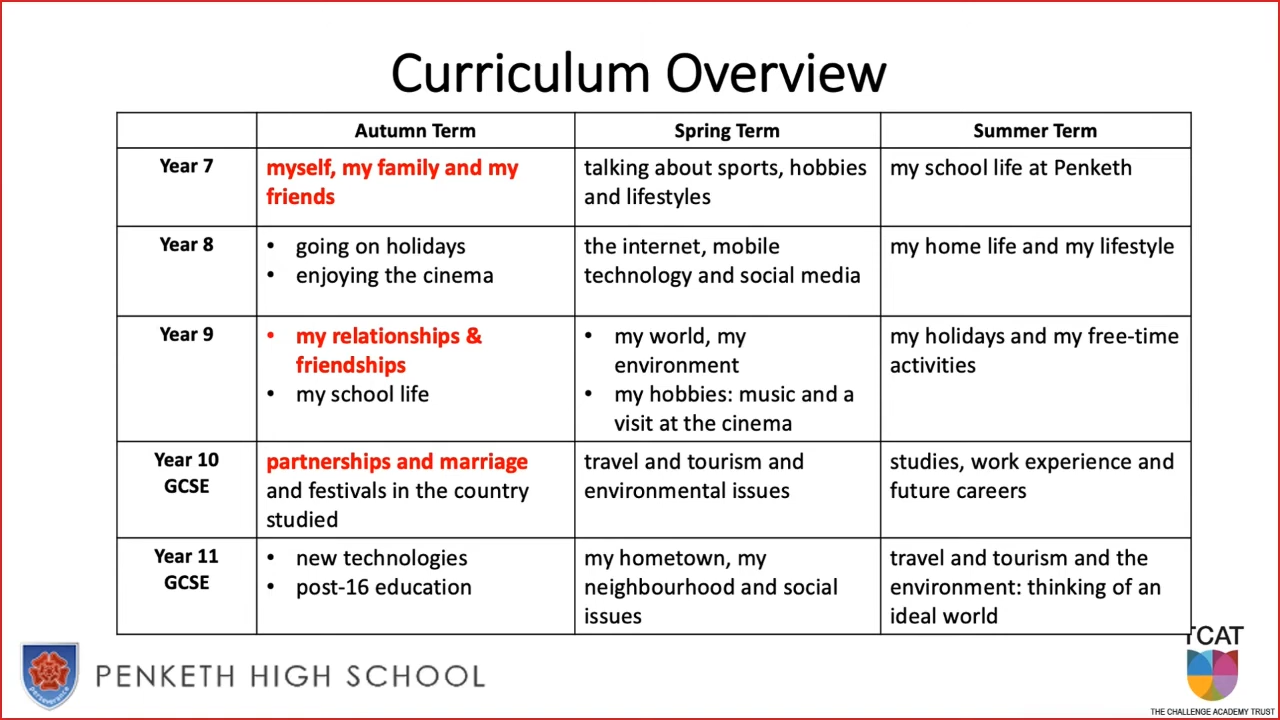 Curriculum Overview
Autumn Term
Spring Term
Summer Term
Year 7
myself, my family and my
friends
talking about sports, hobbies
and lifestyles
my school life at Penketh
Year 8
• going on holidays
• enjoying the cinema
the internet, mobile
technology and social media
my home life and my lifestyle
Year 9
• my relationships &
friendships
• my school life
• my world, my
environment
• my hobbies: music and a
visit at the cinema
my holidays and my free-time
activities
Year 10
GCSE
partnerships and marriage
and festivals in the country
studied
travel and tourism and
environmental issues
studies, work experience and
future careers
Year 11
GCSE
• new technologies
• post-16 education
my hometown, my
neighbourhood and social
issues
travel and tourism and the
environment: thinking of an
ideal world
perseverance
PENKETH HIGH SCHOOL
TCAT
THE CHALLENGE ACADEMY TRUST